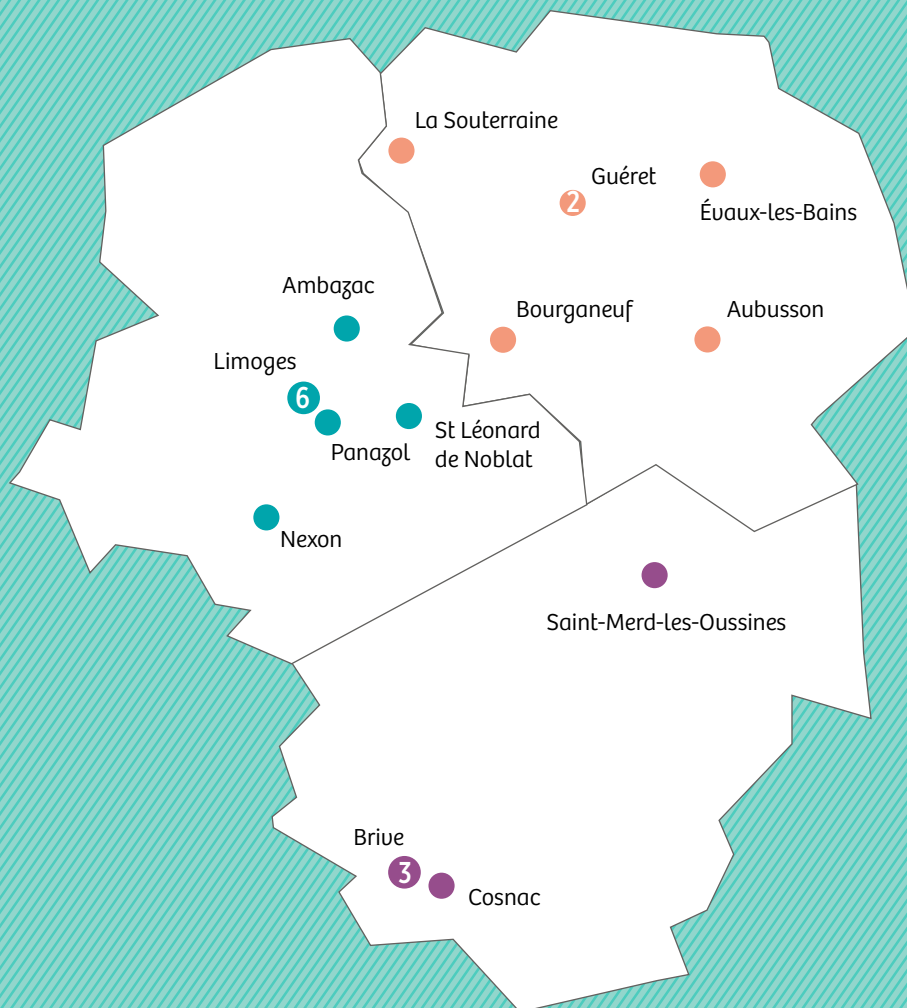 La Souterraine
Guéret
2
Évaux-les-Bains
Ambazac
Bourganeuf
Aubusson
Limoges
6
Panazol
St Léonard
de Noblat
Nexon
Saint-Merd-les-Oussines
Brive
3
Cosnac